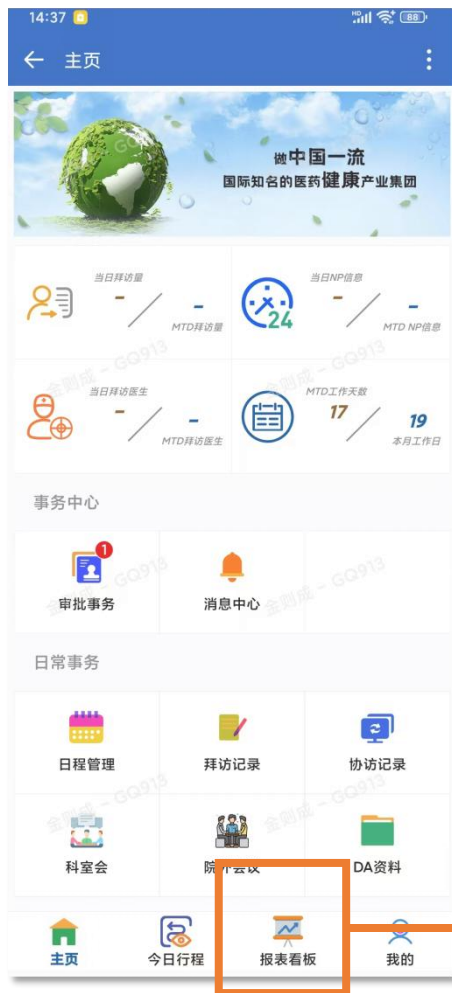 14:37
HD 88
主页
做中国一流
国际知名的医药健康产业集团
当日拜访量
- / -
MTD拜访量
当日NP信息
24
- / -
MTD NP信息
当日拜访医生
- / -
MTD拜访医生
MTD工作天数
17 / 19
本月工作日
事务中心
1
审批事务
消息中心
日常事务
日程管理
拜访记录
协访记录
科室会
院外会议
DA资料
主页
今日行程
报表看板
我的
金则成 - GQ913